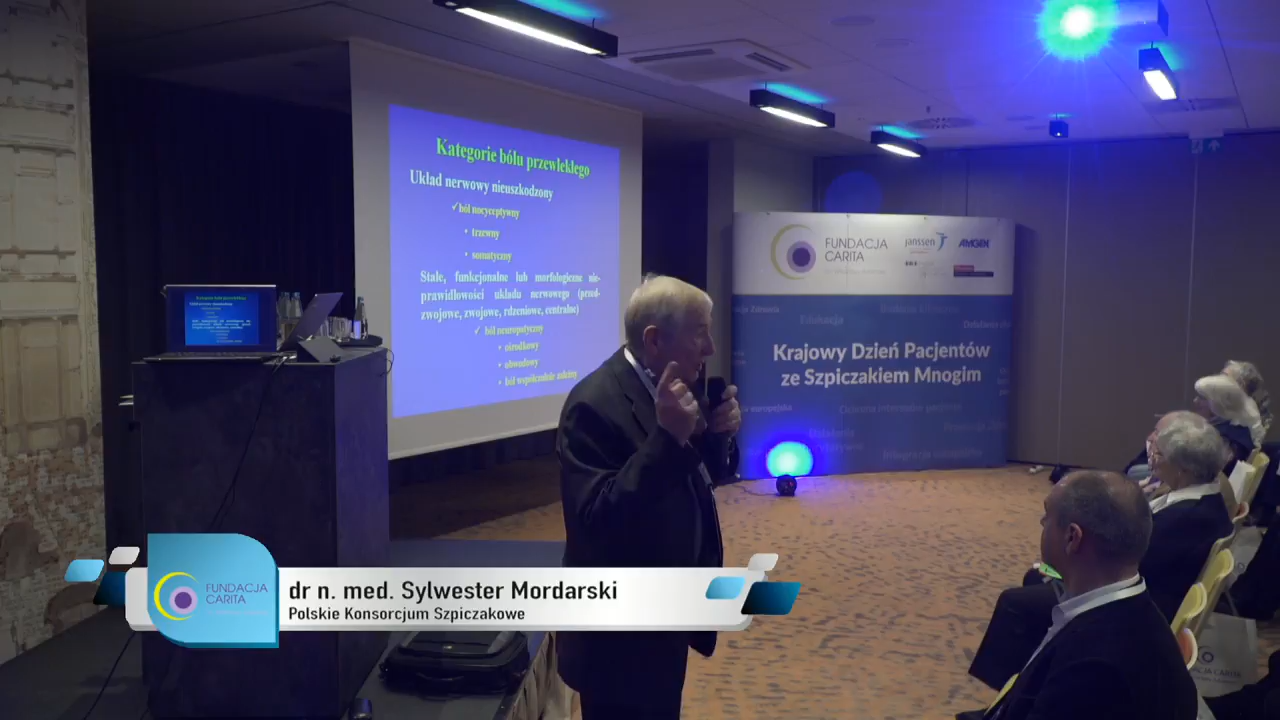 Kategorie bólu przewlekłego
Układ nerwowy nieuszkodzony
✓ból nocyceptywny
• trzewny
• somatyczny
Stałe, funkcjonalne lub morfologiczne nie-
prawidłowości układu nerwowego (przed-
zwojowe, zwojowe, rdzeniowe, centralne)
✓ ból neuropatyczny
• ośrodkowy
• obwodowy
• ból współczulnie zależny
FUNDACJA
CARITA
janssen
AMGEN
Edukacja
Krajowy Dzień Pacjentów
ze Szpiczakiem Mnogim
FUNDACJA
CARITA
dr n. med. Sylwester Mordarski
Polskie Konsorcjum Szpiczakowe